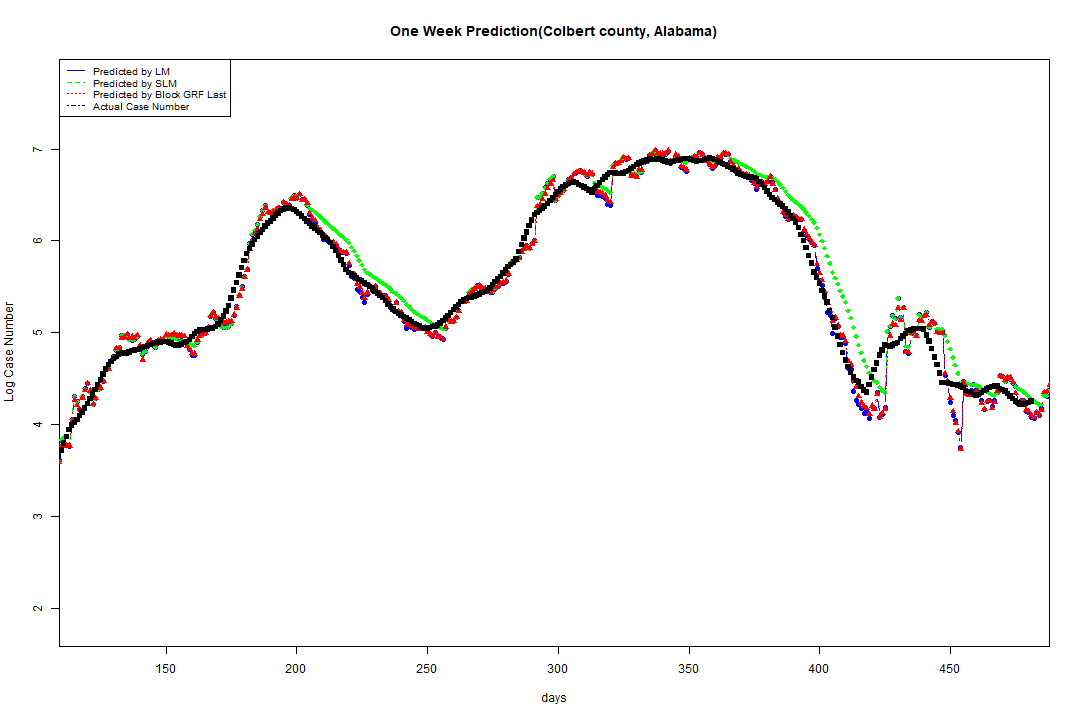 One Week Prediction(Colbert county, Alabama)
Predicted by LM
Predicted by SLM
Predicted by Block GRF Last
Actual Case Number
7
6
5
4
3
2
Log Case Number
150 200 250 300 350 400 450
days